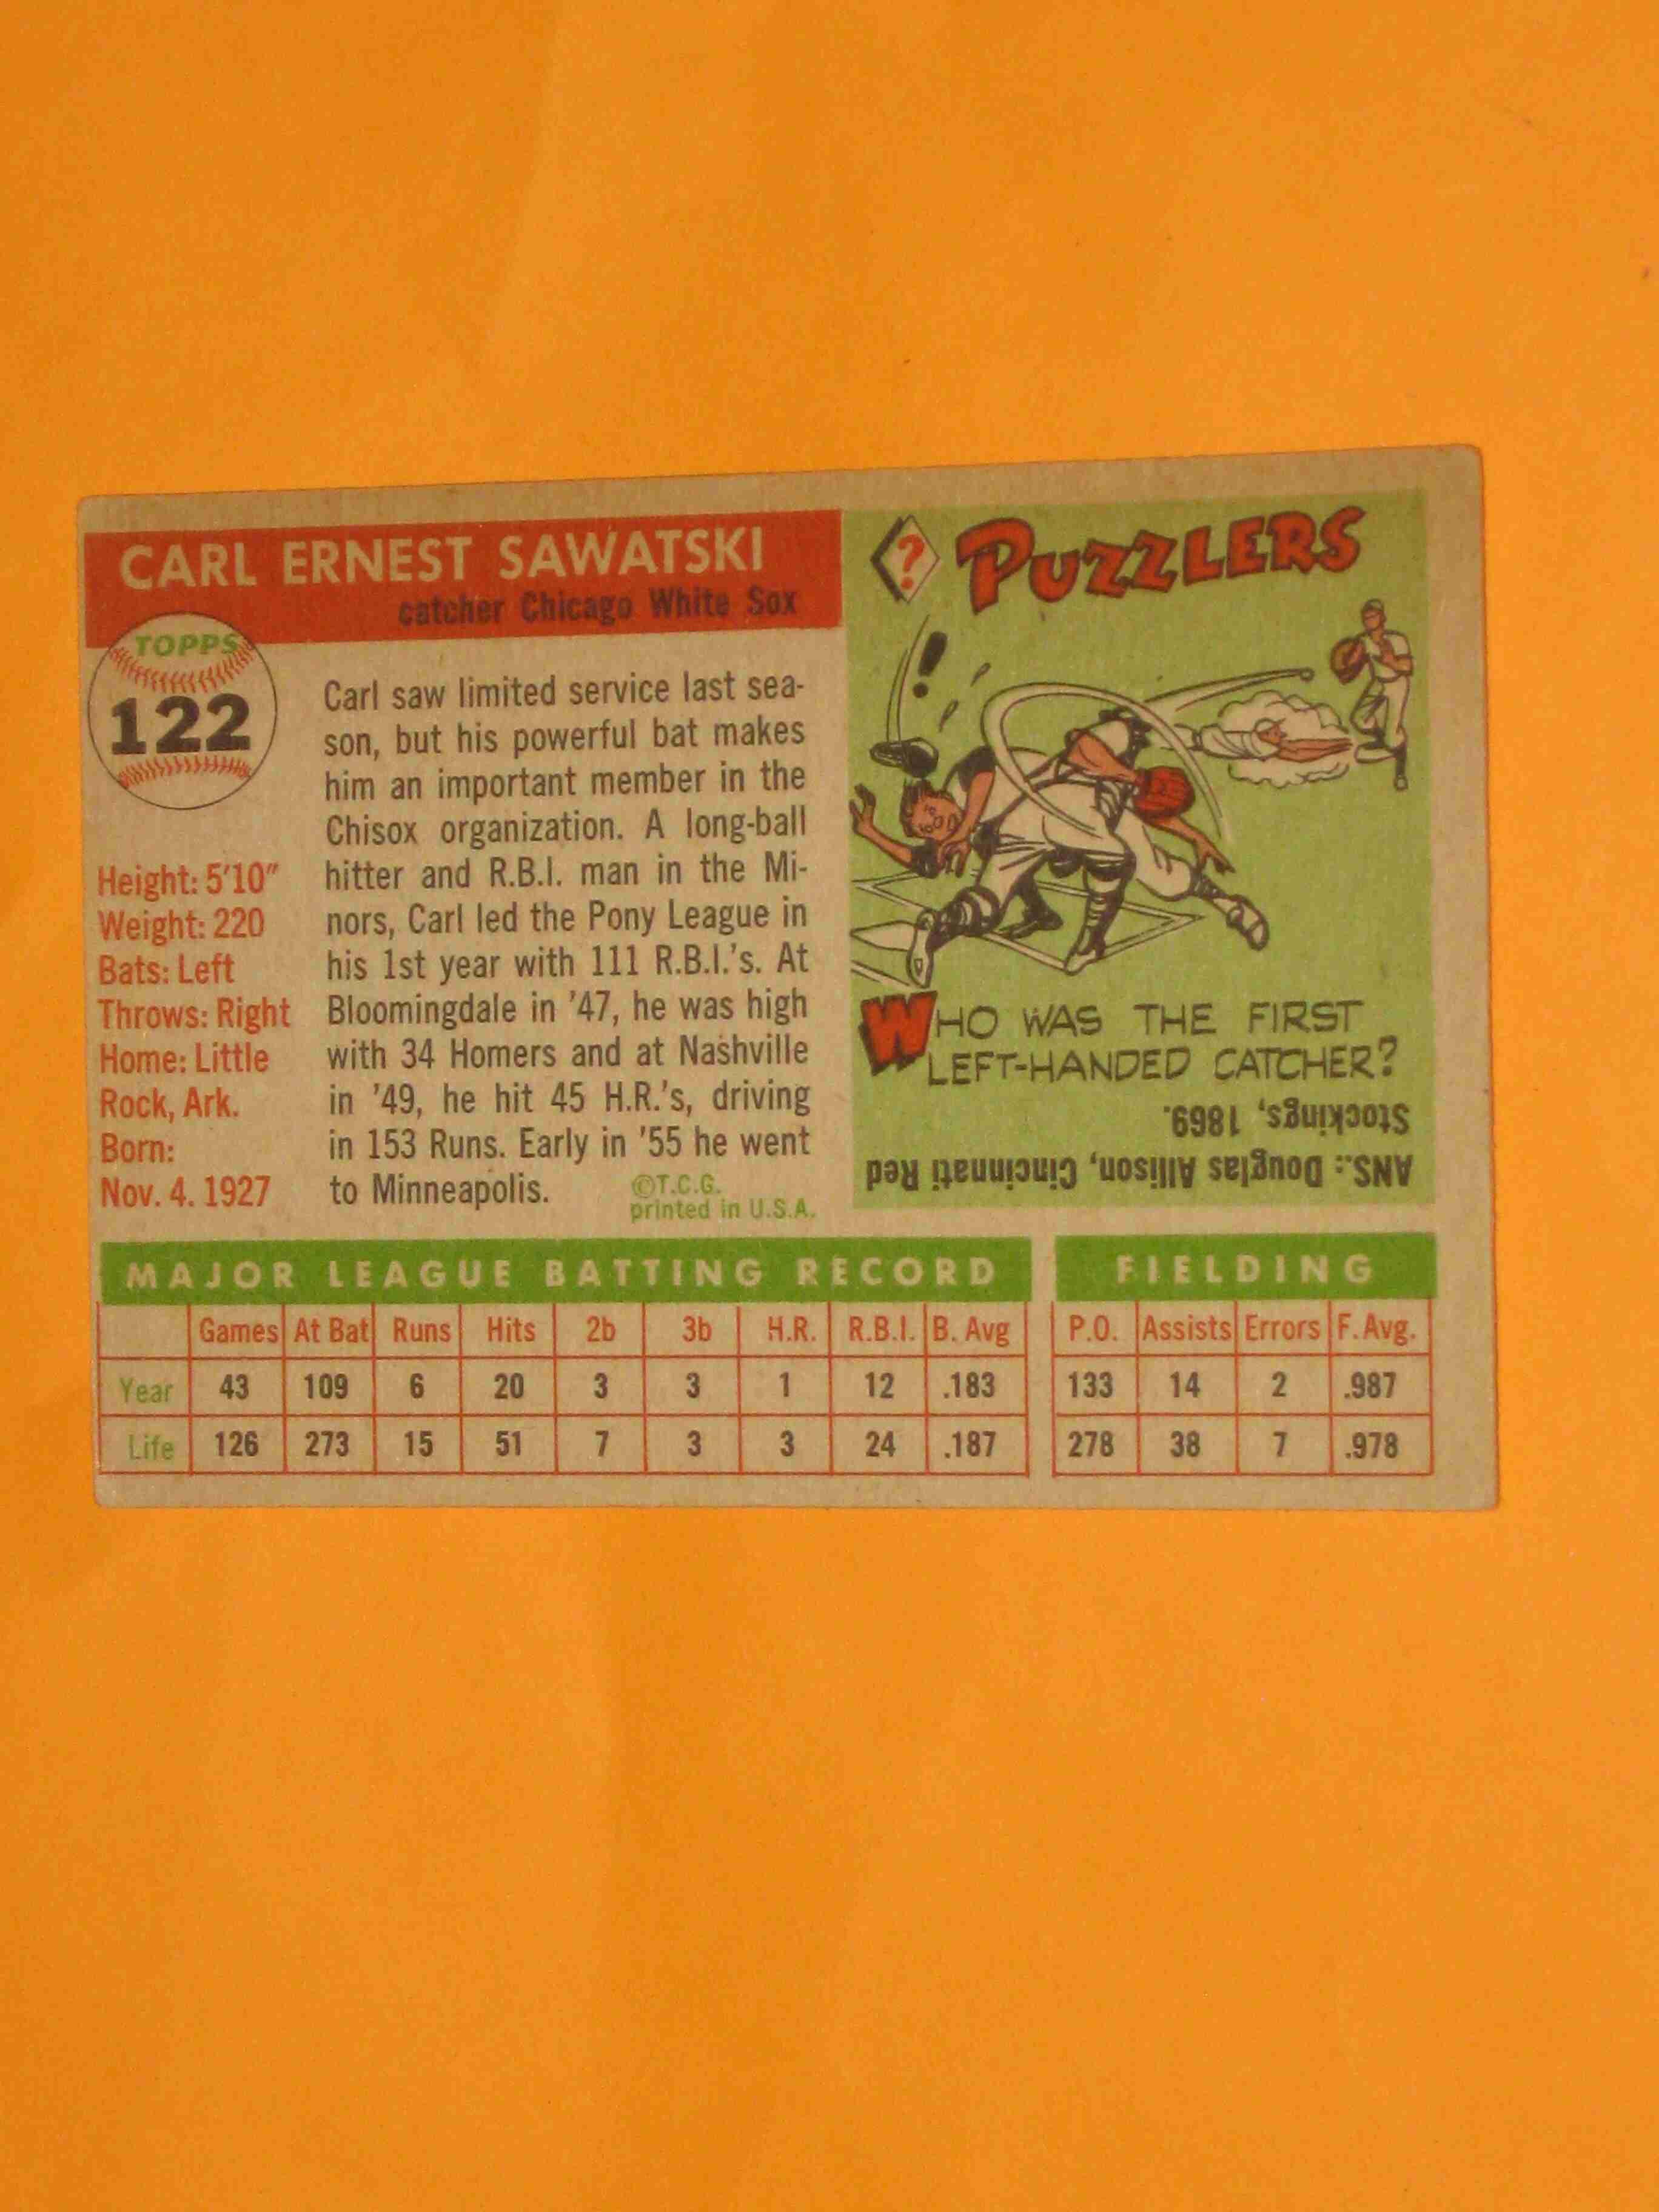 CARL ERNEST SAWATSKI
catcher Chicago White Sox
TOPPS
122
Height: 5'10"
Weight: 220
Bats: Left
Throws: Right
Home: Little
Rock, Ark.
Born:
Nov. 4. 1927
Carl saw limited service last sea-
son, but his powerful bat makes
him an important member in the
Chisox organization. A long-ball
hitter and R.B.I. man in the Mi-
nors, Carl led the Pony League in
his 1st year with 111 R.B.I.'s. At
Bloomingdale in '47, he was high
with 34 Homers and at Nashville
in '49, he hit 45 H.R.'s, driving
in 153 Runs. Early in '55 he went
to Minneapolis.
©T.C.G.
printed in U.S.A.
? PUZZLERS
!
WHO WAS THE FIRST
LEFT-HANDED CATCHER?
ANS.: Douglas Allison, Cincinnati Red
Stockings, 1869.
MAJOR LEAGUE BATTING RECORD
Games At Bat Runs Hits 2b 3b H.R. R.B.I. B. Avg
Year 43 109 6 20 3 3 1 12 .183
Life 126 273 15 51 7 3 3 24 .187
FIELDING
P.O. Assists Errors F. Avg.
133 14 2 .987
278 38 7 .978